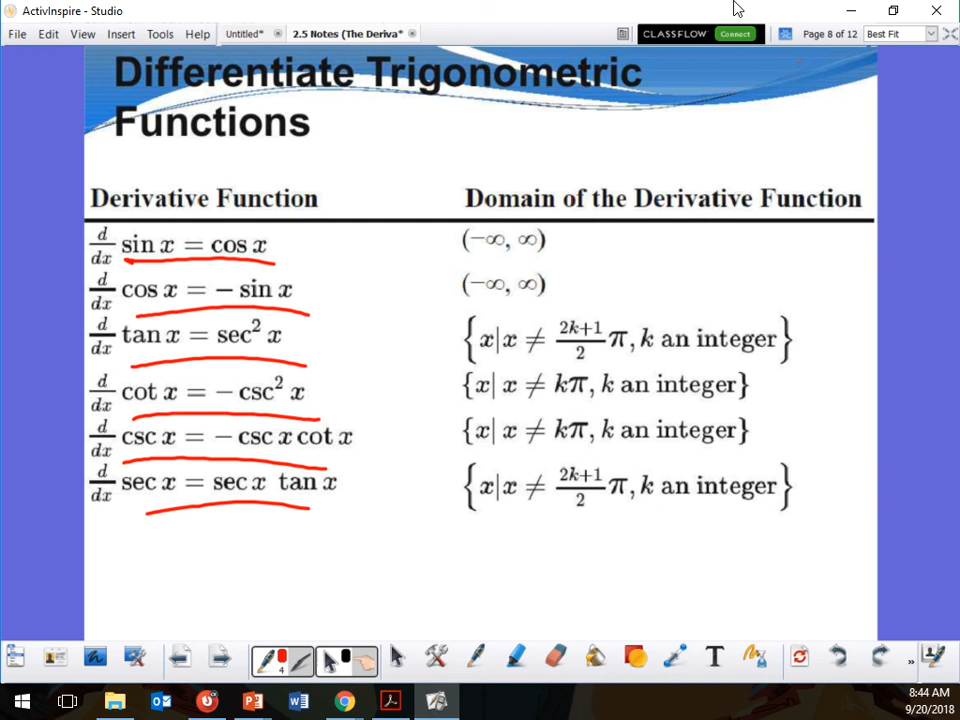 ActivInspire - Studio
File Edit View Insert Tools Help Untitled* 2.5 Notes (The Deriva* CLASSFLOW Connect Page 8 of 12 Best Fit
Differentiate Trigonometric
Functions
Derivative Function Domain of the Derivative Function
d/dx sin x = cos x (−∞, ∞)
d/dx cos x = − sin x (−∞, ∞)
d/dx tan x = sec² x {x|x ≠ 2k+1/2 π, k an integer}
d/dx cot x = − csc² x {x| x ≠ kπ, k an integer}
d/dx csc x = − csc x cot x {x| x ≠ kπ, k an integer}
d/dx sec x = sec x tan x {x|x ≠ 2k+1/2 π, k an integer}
4 T »
8:44 AM
9/20/2018